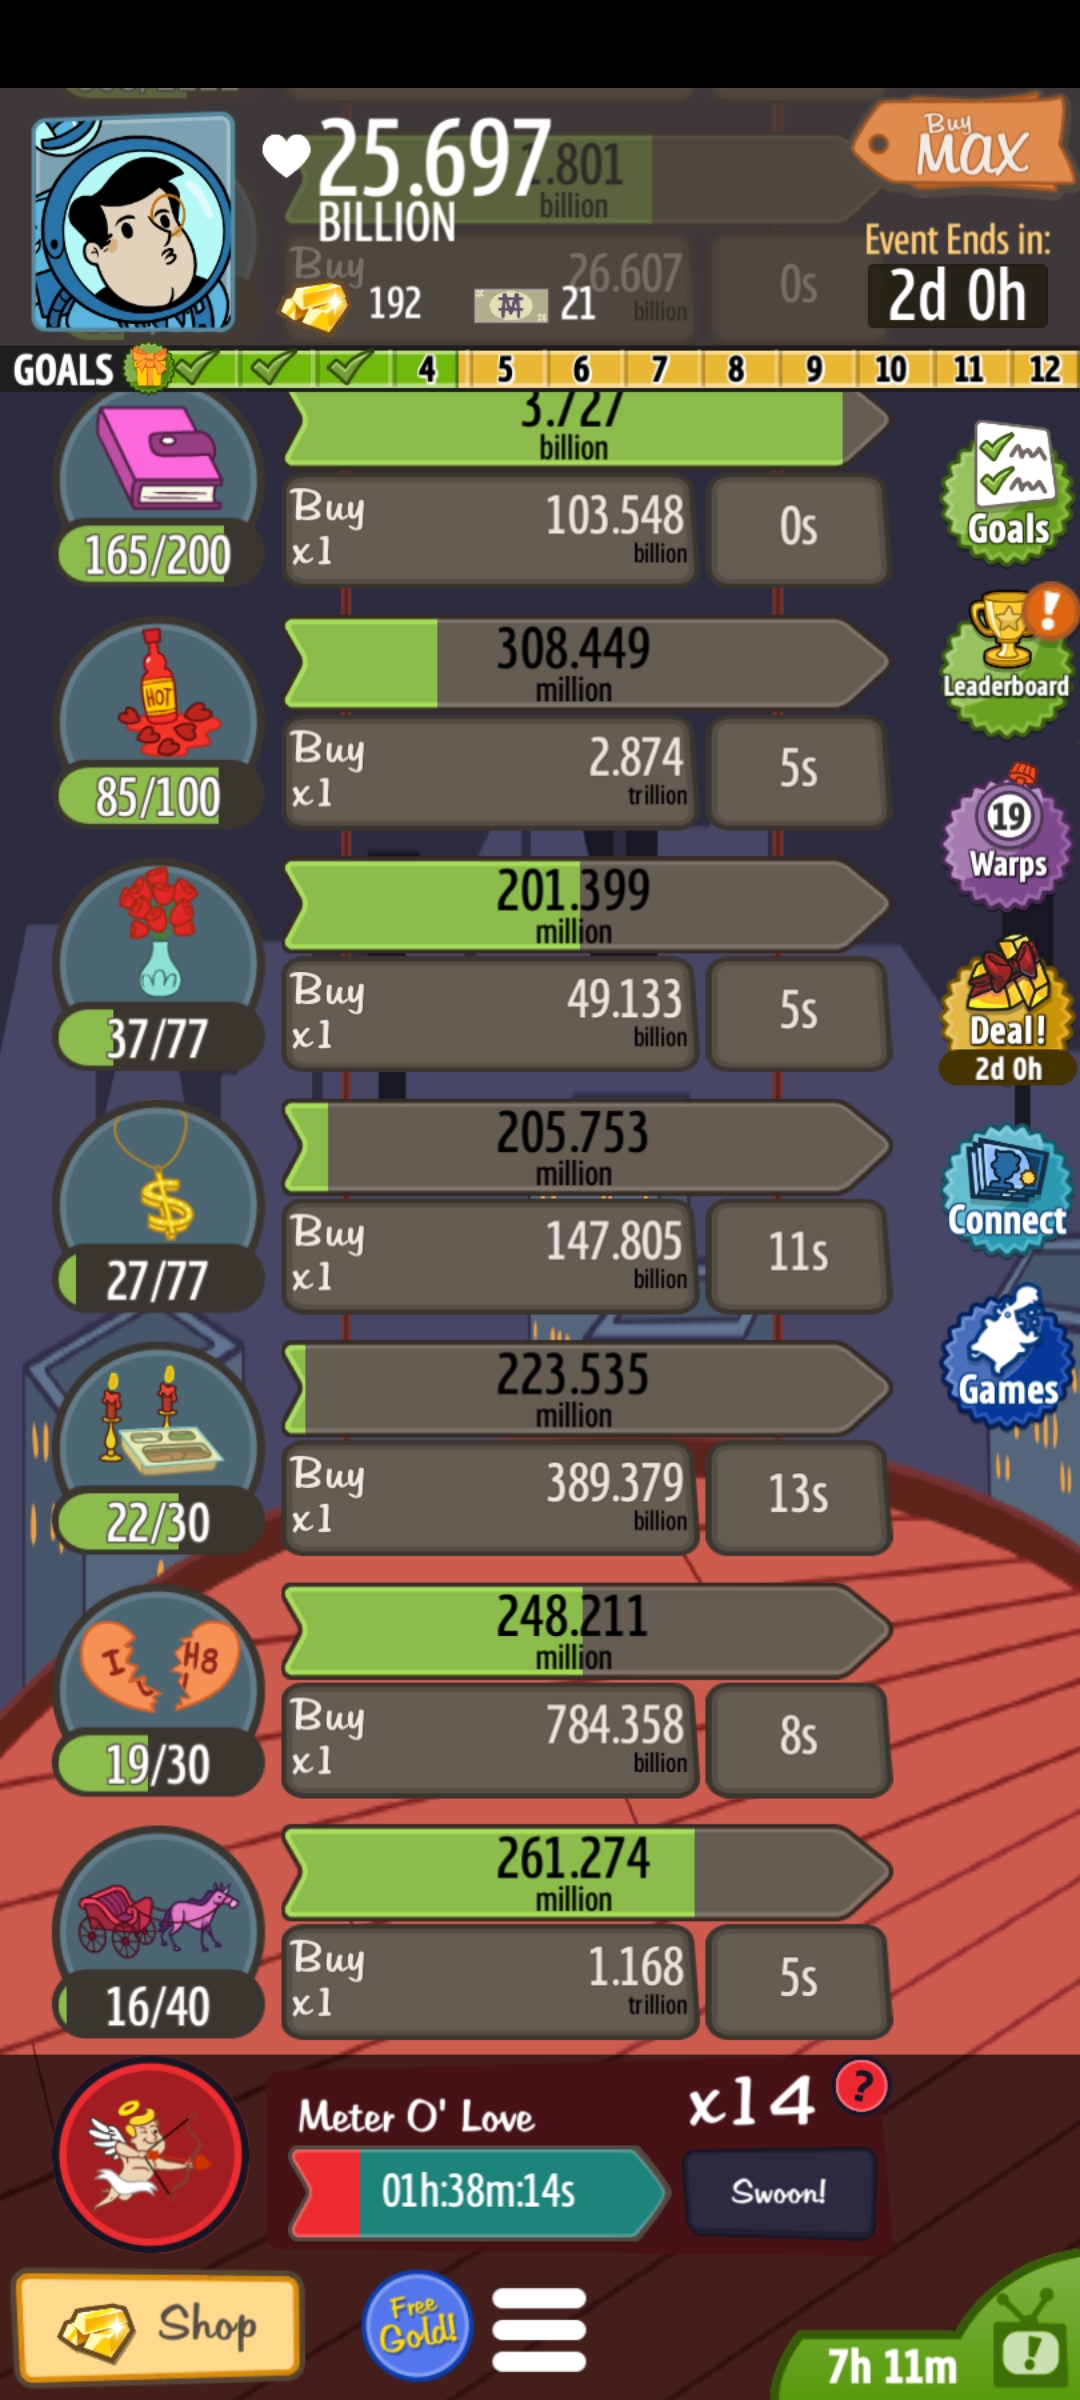 25.697
BILLION
.801
billion
Buy
MAX
Event Ends in:
2d 0h
Buy
26.607
billion
0s
192
21
GOALS
4
5
6
7
8
9
10
11
12
3.727
billion
Buy
x1
103.548
billion
0s
165/200
Goals
308.449
million
Leaderboard
HOT
Buy
x1
2.874
trillion
5s
85/100
19
Warps
201.399
million
Buy
x1
49.133
billion
5s
37/77
Deal!
2d 0h
205.753
million
$
Buy
x1
147.805
billion
11s
27/77
Connect
223.535
million
Games
Buy
x1
389.379
billion
13s
22/30
248.211
million
I
H8
Buy
x1
784.358
billion
8s
19/30
261.274
million
Buy
x1
1.168
trillion
5s
16/40
Meter O' Love
x14
?
01h:38m:14s
Swoon!
Shop
Free
Gold!
7h 11m